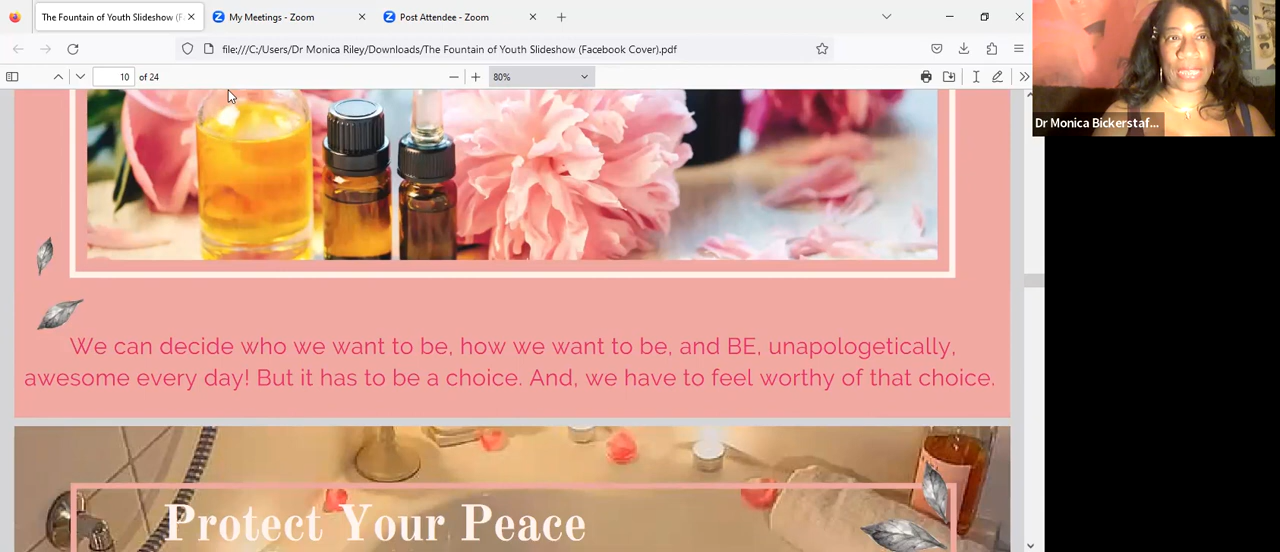 The Fountain of Youth Slideshow (F
My Meetings - Zoom
Post Attendee - Zoom
file:///C:/Users/Dr Monica Riley/Downloads/The Fountain of Youth Slideshow (Facebook Cover).pdf
10 of 24
80%
Dr Monica Bickerstaf...
We can decide who we want to be, how we want to be, and BE, unapologetically,
awesome every day! But it has to be a choice. And, we have to feel worthy of that choice.
Protect Your Peace